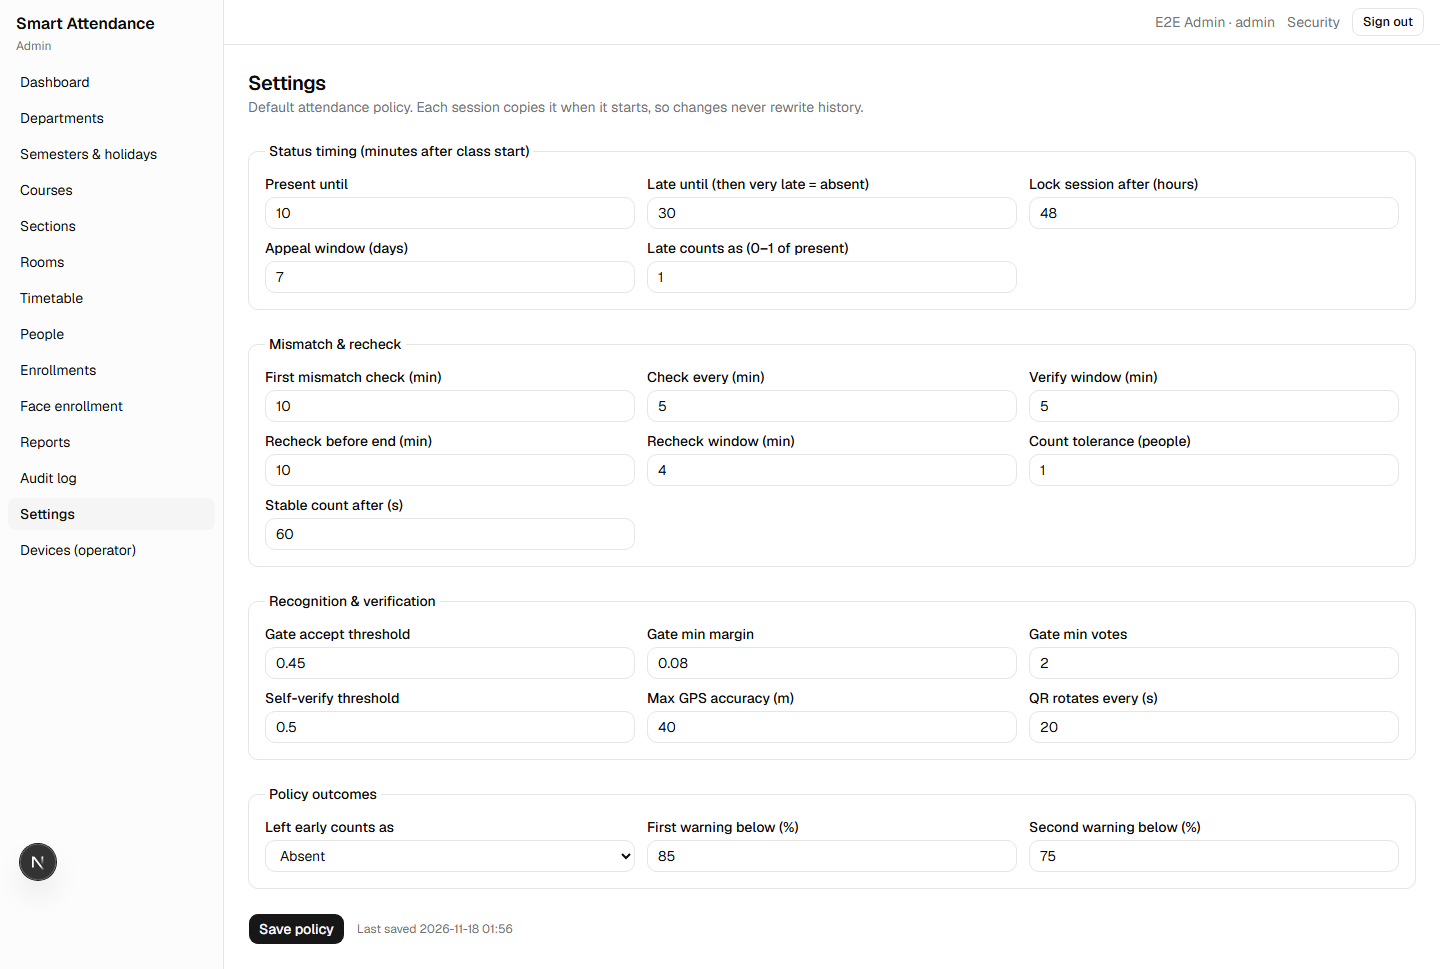 Smart Attendance
Admin
Dashboard
Departments
Semesters & holidays
Courses
Sections
Rooms
Timetable
People
Enrollments
Face enrollment
Reports
Audit log
Settings
Devices (operator)
N
E2E Admin · admin Security Sign out
Settings
Default attendance policy. Each session copies it when it starts, so changes never rewrite history.
Status timing (minutes after class start)
Present until Late until (then very late = absent) Lock session after (hours)
10 30 48
Appeal window (days) Late counts as (0–1 of present)
7 1
Mismatch & recheck
First mismatch check (min) Check every (min) Verify window (min)
10 5 5
Recheck before end (min) Recheck window (min) Count tolerance (people)
10 4 1
Stable count after (s)
60
Recognition & verification
Gate accept threshold Gate min margin Gate min votes
0.45 0.08 2
Self-verify threshold Max GPS accuracy (m) QR rotates every (s)
0.5 40 20
Policy outcomes
Left early counts as First warning below (%) Second warning below (%)
Absent 85 75
Save policy Last saved 2026-11-18 01:56